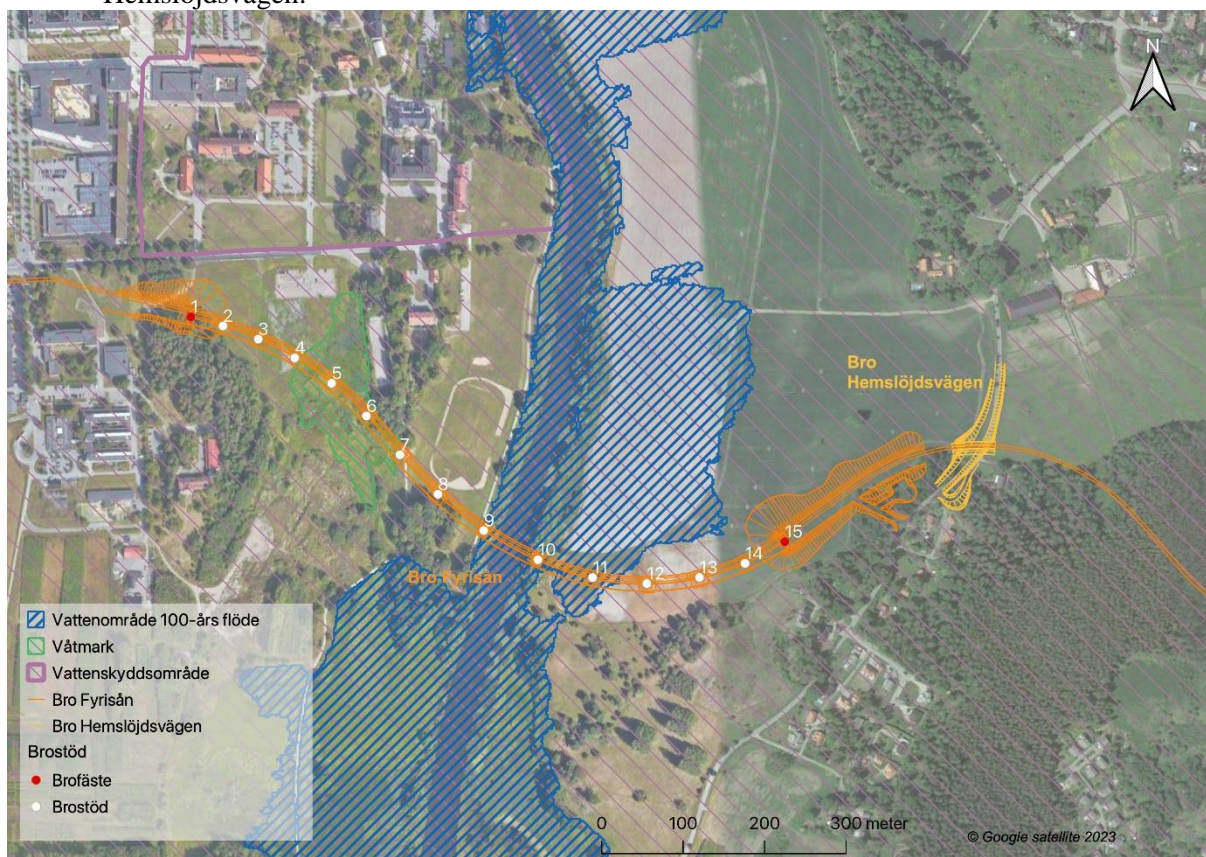 Hemslöjdsvägen.
N
1
2
3
4
5
6
7
8
9
10
11
12
13
14
15
Bro
Hemslöjdsvägen
Bro Fyrisån
Vattenområde 100-års flöde
Våtmark
Vattenskyddsområde
Bro Fyrisån
Bro Hemslöjdsvägen
Brostöd
Brofäste
Brostöd
0 100 200 300 meter
© Google satellite 2023